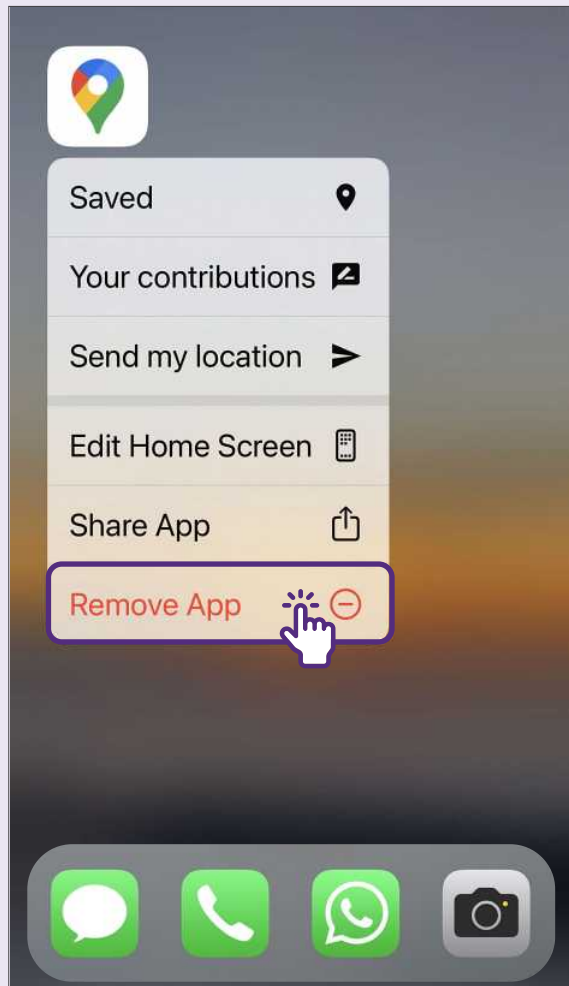 Saved
Your contributions
Send my location
Edit Home Screen
Share App
Remove App